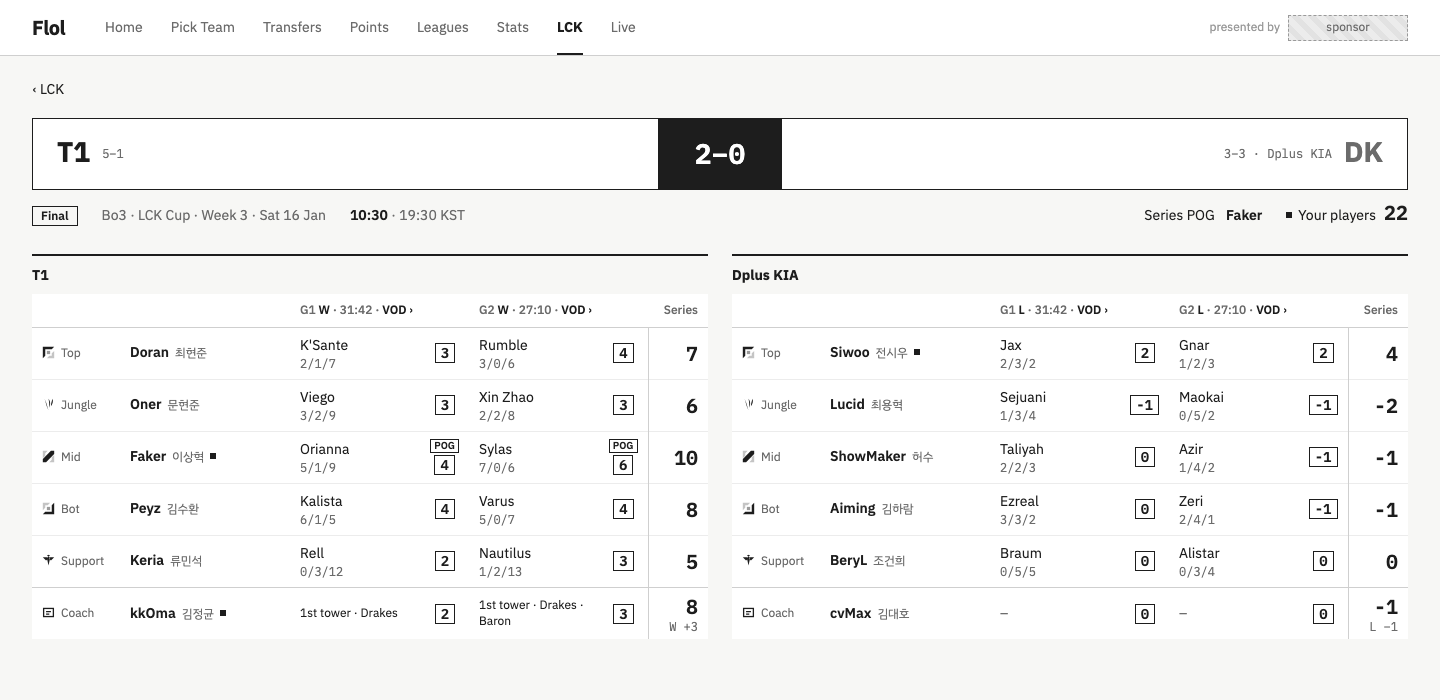 Flol Home Pick Team Transfers Points Leagues Stats LCK Live presented by sponsor
‹ LCK
T1 5–1 2–0 3–3 · Dplus KIA DK
Final Bo3 · LCK Cup · Week 3 · Sat 16 Jan 10:30 · 19:30 KST Series POG Faker Your players 22
T1
G1 W · 31:42 · VOD › G2 W · 27:10 · VOD › Series
Top Doran 최현준 K'Sante 2/1/7 3 Rumble 3/0/6 4 7
Jungle Oner 문현준 Viego 3/2/9 3 Xin Zhao 2/2/8 3 6
Mid Faker 이상혁 Orianna 5/1/9 POG 4 Sylas 7/0/6 POG 6 10
Bot Peyz 김수환 Kalista 6/1/5 4 Varus 5/0/7 4 8
Support Keria 류민석 Rell 0/3/12 2 Nautilus 1/2/13 3 5
Coach kkOma 김정균 1st tower · Drakes 2 1st tower · Drakes · Baron 3 8 W +3
Dplus KIA
G1 L · 31:42 · VOD › G2 L · 27:10 · VOD › Series
Top Siwoo 전시우 Jax 2/3/2 2 Gnar 1/2/3 2 4
Jungle Lucid 최용혁 Sejuani 1/3/4 -1 Maokai 0/5/2 -1 -2
Mid ShowMaker 허수 Taliyah 2/2/3 0 Azir 1/4/2 -1 -1
Bot Aiming 김하람 Ezreal 3/3/2 0 Zeri 2/4/1 -1 -1
Support BeryL 조건희 Braum 0/5/5 0 Alistar 0/3/4 0 0
Coach cvMax 김대호 – 0 – 0 -1 L −1